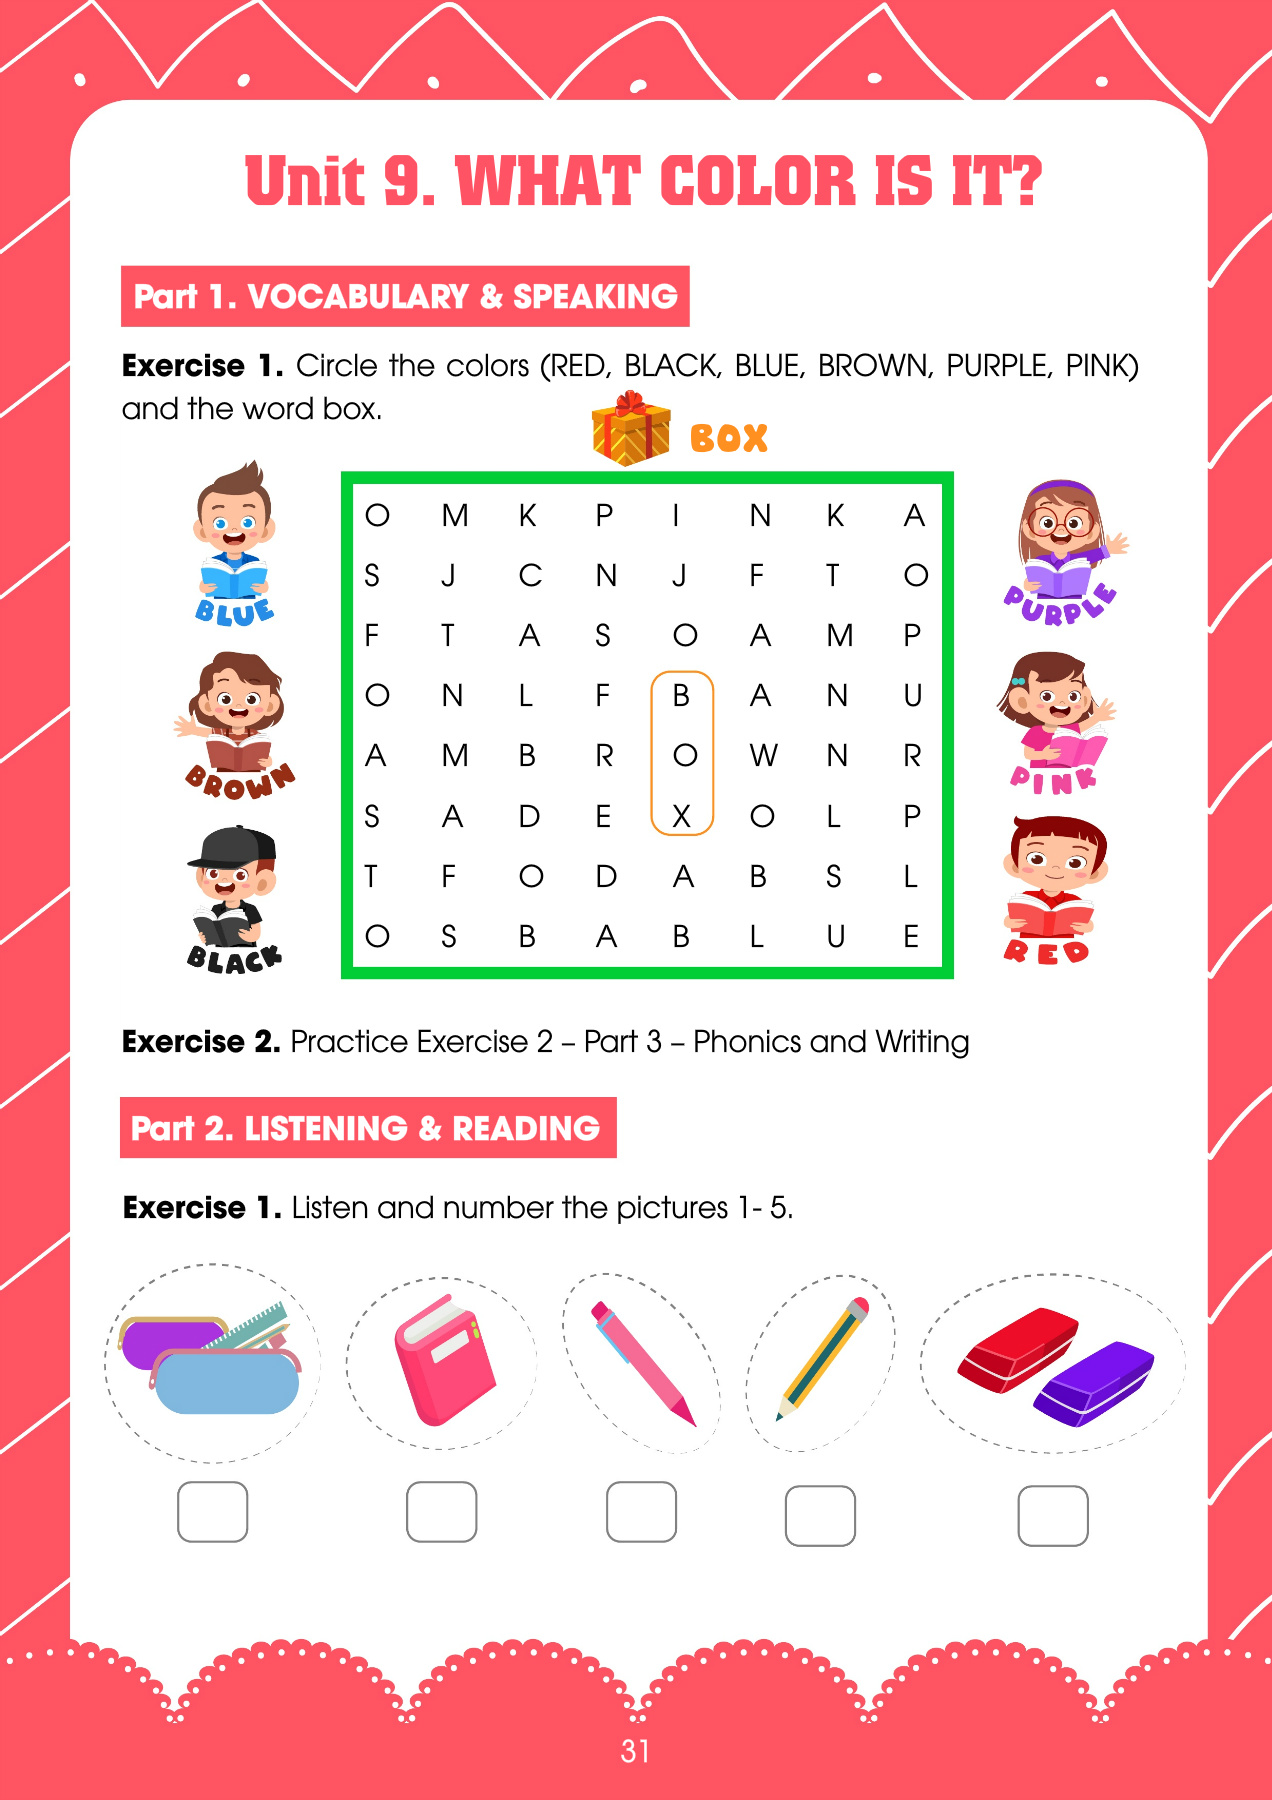 Unit 9. WHAT COLOR IS IT?
Part 1. VOCABULARY & SPEAKING
Exercise 1. Circle the colors (RED, BLACK, BLUE, BROWN, PURPLE, PINK)
and the word box.
BOX
O M K P I N K A
S J C N J F T O
F T A S O A M P
O N L F B A N U
A M B R O W N R
S A D E X O L P
T F O D A B S L
O S B A B L U E
BLUE
BROWN
BLACK
PURPLE
PINK
RED
Exercise 2. Practice Exercise 2 – Part 3 – Phonics and Writing
Part 2. LISTENING & READING
Exercise 1. Listen and number the pictures 1- 5.
31